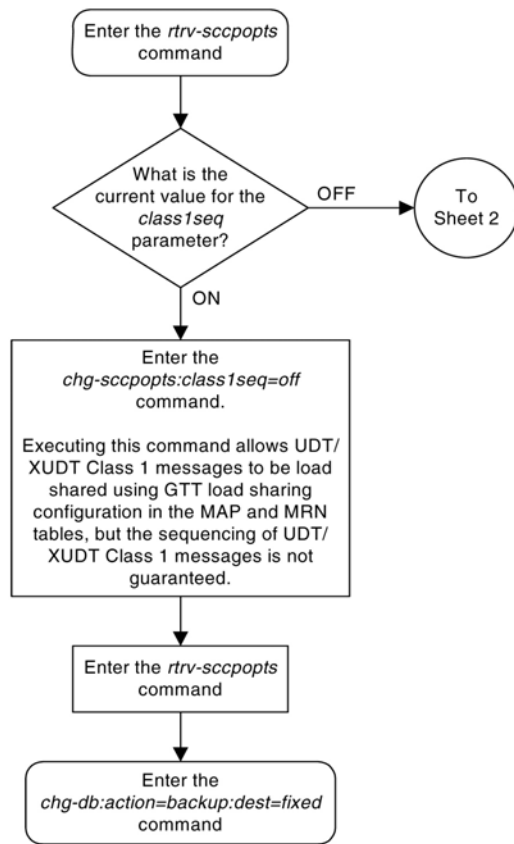 Enter the rtrv-sccpopts
command
What is the
current value for the
class1seq
parameter?
OFF
To
Sheet 2
ON
Enter the
chg-sccpopts:class1seq=off
command.
Executing this command allows UDT/
XUDT Class 1 messages to be load
shared using GTT load sharing
configuration in the MAP and MRN
tables, but the sequencing of UDT/
XUDT Class 1 messages is not
guaranteed.
Enter the rtrv-sccpopts
command
Enter the
chg-db:action=backup:dest=fixed
command